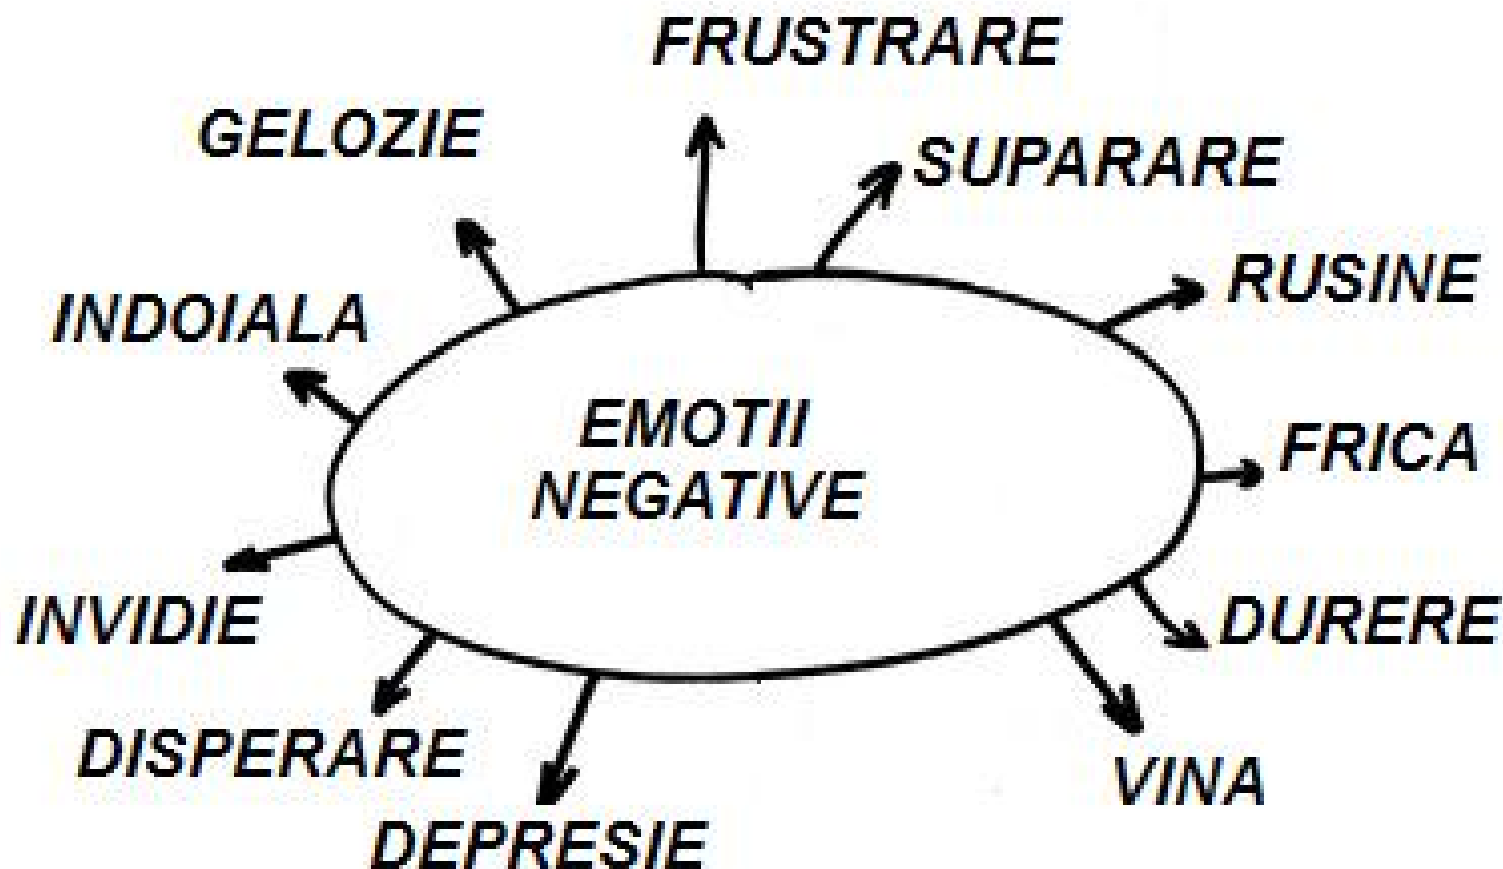 FRUSTRARE
GELOZIE
SUPARARE
RUSINE
INDOIALA
EMOTII
NEGATIVE
FRICA
INVIDIE
DURERE
DISPERARE
VINA
DEPRESIE